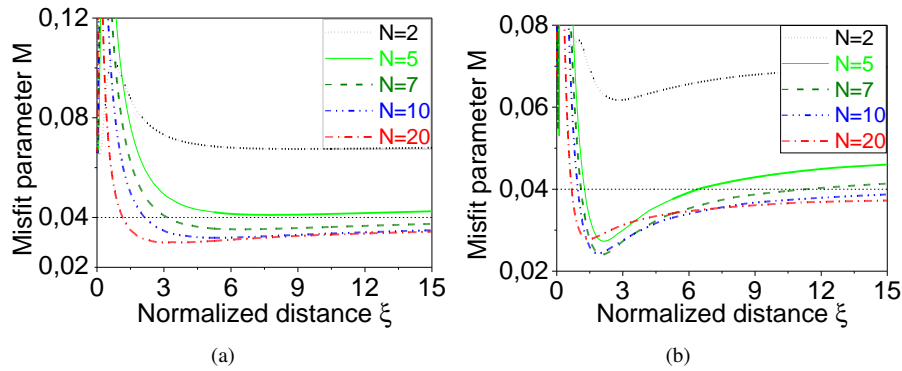 0,12
0,08
0,04
0,02
Misfit parameter M
N=2
N=5
N=7
N=10
N=20
0 3 6 9 12 15
Normalized distance ξ
(a)
0,08
0,06
0,04
0,02
Misfit parameter M
N=2
N=5
N=7
N=10
N=20
0 3 6 9 12 15
Normalized distance ξ
(b)